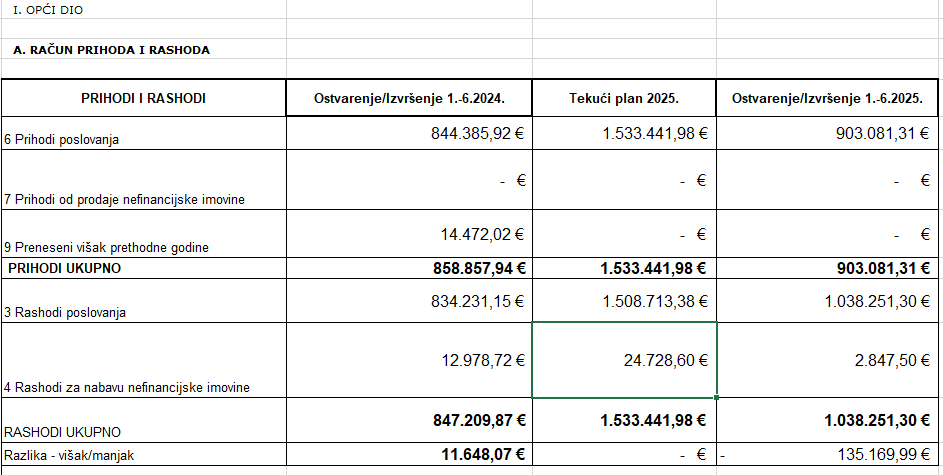 I. OPĆI DIO
A. RAČUN PRIHODA I RASHODA
PRIHODI I RASHODI Ostvarenje/Izvršenje 1.-6.2024. Tekući plan 2025. Ostvarenje/Izvršenje 1.-6.2025.
6 Prihodi poslovanja 844.385,92 € 1.533.441,98 € 903.081,31 €
7 Prihodi od prodaje nefinancijske imovine - € - € - €
9 Preneseni višak prethodne godine 14.472,02 € - € - €
PRIHODI UKUPNO 858.857,94 € 1.533.441,98 € 903.081,31 €
3 Rashodi poslovanja 834.231,15 € 1.508.713,38 € 1.038.251,30 €
4 Rashodi za nabavu nefinancijske imovine 12.978,72 € 24.728,60 € 2.847,50 €
RASHODI UKUPNO 847.209,87 € 1.533.441,98 € 1.038.251,30 €
Razlika - višak/manjak 11.648,07 € - € - 135.169,99 €